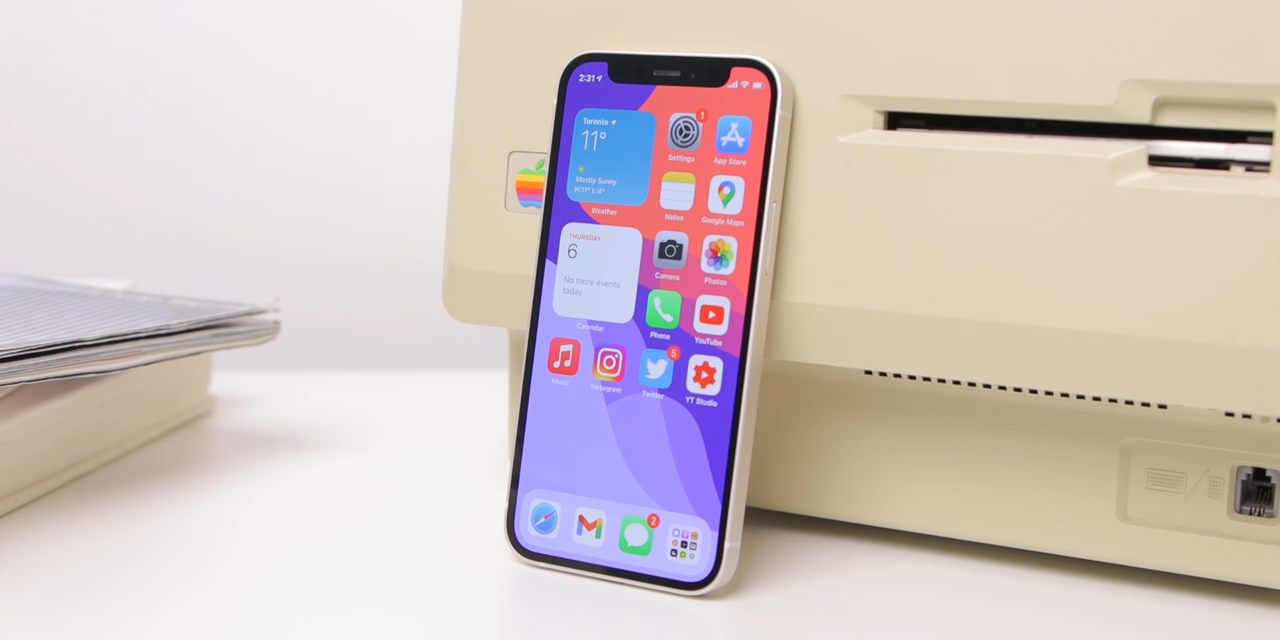 2:31
Toronto
11°
Mostly Sunny
H:11° L:4°
Weather
1
Settings
App Store
Notes
Google Maps
THURSDAY
6
No more events
today
Calendar
Camera
Photos
Phone
YouTube
Music
Instagram
5
Twitter
YT Studio
2